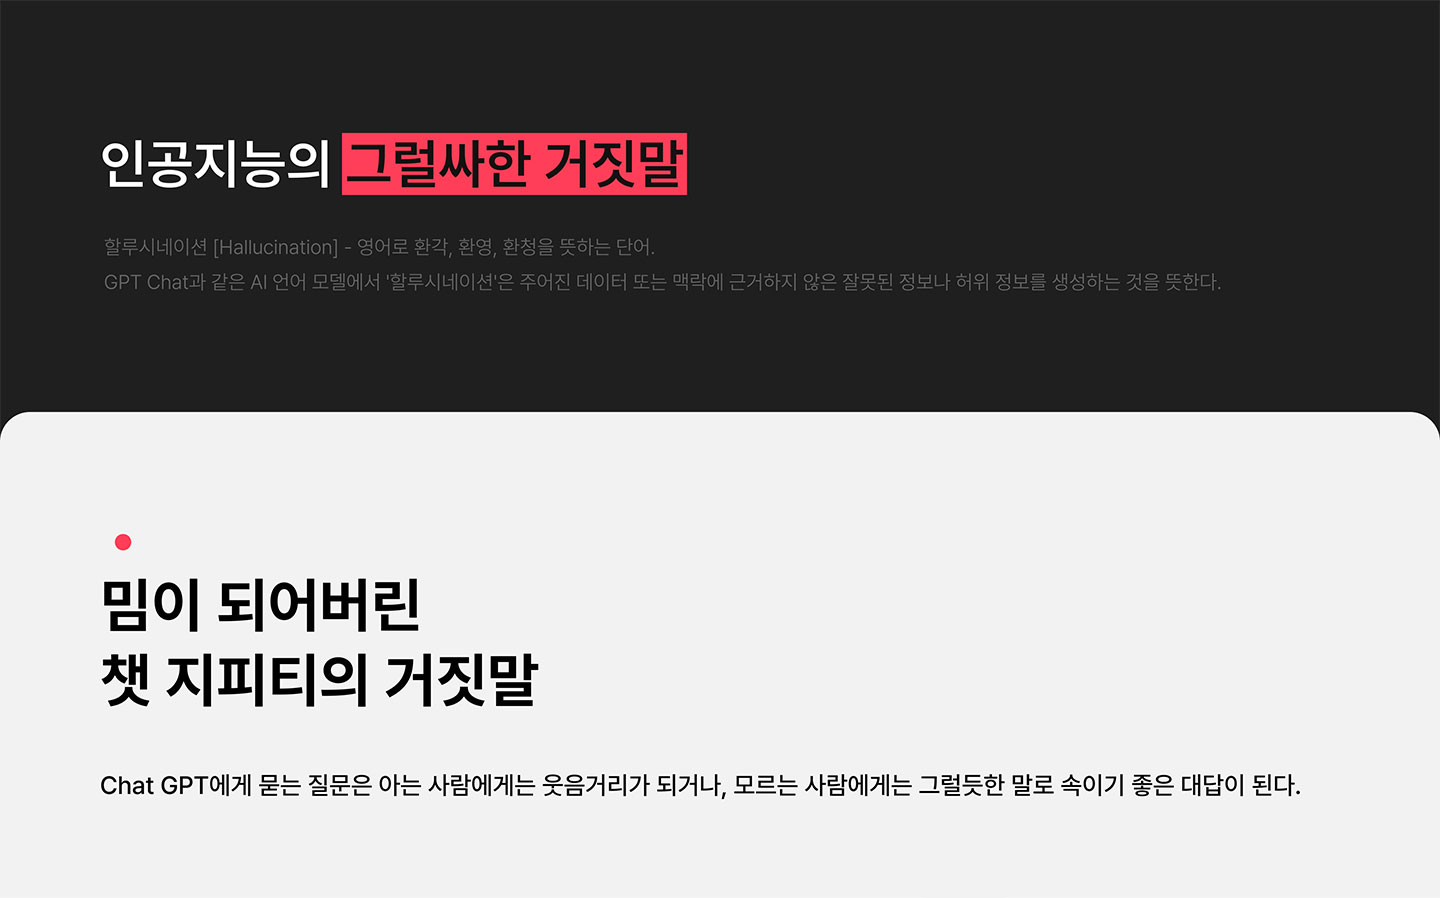 인공지능의 그럴싸한 거짓말
할루시네이션 [Hallucination] - 영어로 환각, 환영, 환청을 뜻하는 단어.
GPT Chat과 같은 AI 언어 모델에서 '할루시네이션'은 주어진 데이터 또는 맥락에 근거하지 않은 잘못된 정보나 허위 정보를 생성하는 것을 뜻한다.
밈이 되어버린
챗 지피티의 거짓말
Chat GPT에게 묻는 질문은 아는 사람에게는 웃음거리가 되거나, 모르는 사람에게는 그럴듯한 말로 속이기 좋은 대답이 된다.